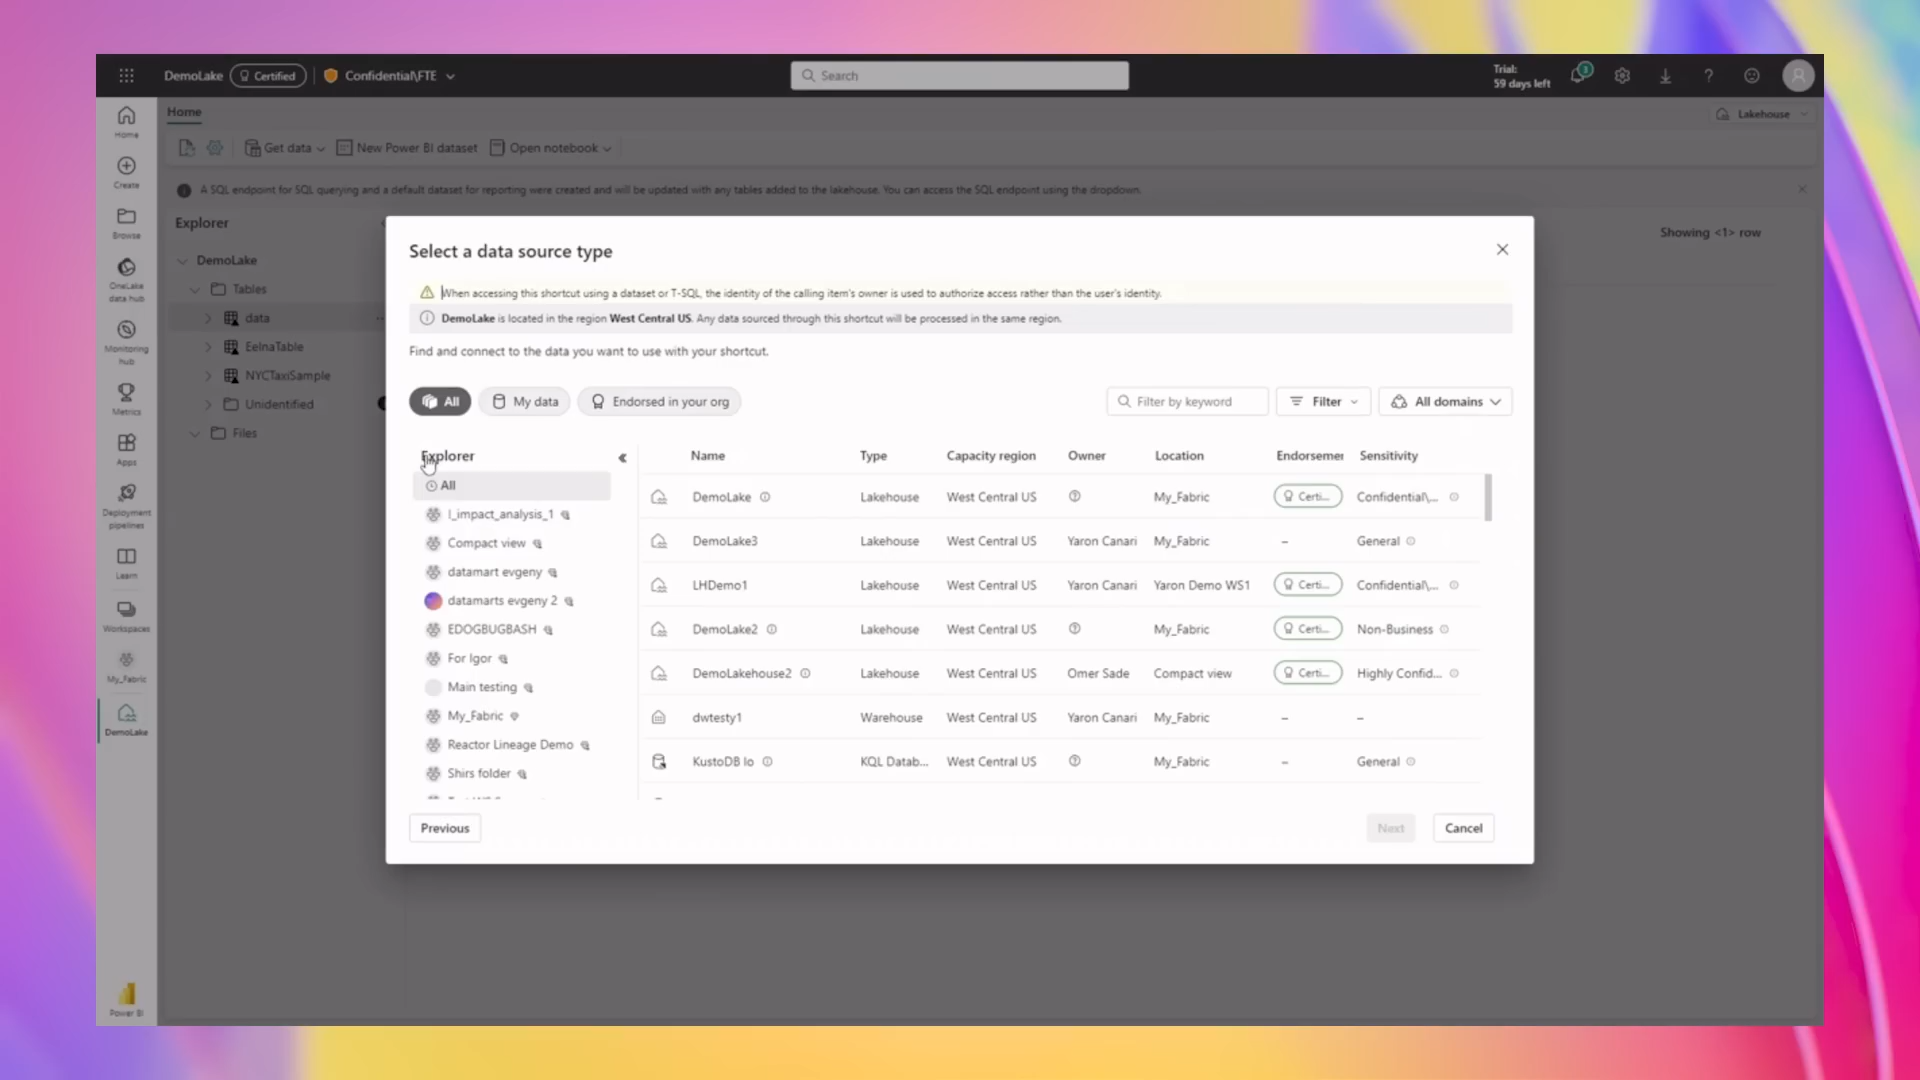 DemoLake Certified Confidential\FTE
Search
Trial:
59 days left
3
Home
Create
Browse
OneLake
data hub
Monitoring
hub
Metrics
Apps
Deployment
pipelines
Learn
Workspaces
My_Fabric
DemoLake
Power BI
Home
Lakehouse
Get data New Power BI dataset Open notebook
A SQL endpoint for SQL querying and a default dataset for reporting were created and will be updated with any tables added to the lakehouse. You can access the SQL endpoint using the dropdown.
Explorer
Showing <1> row
DemoLake
Tables
data
EelnaTable
NYCTaxiSample
Unidentified
Files
Select a data source type
When accessing this shortcut using a dataset or T-SQL, the identity of the calling item's owner is used to authorize access rather than the user's identity.
DemoLake is located in the region West Central US. Any data sourced through this shortcut will be processed in the same region.
Find and connect to the data you want to use with your shortcut.
All My data Endorsed in your org
Filter by keyword Filter All domains
Explorer
All
I_impact_analysis_1
Compact view
datamart evgeny
datamarts evgeny 2
EDOGBUGBASH
For Igor
Main testing
My_Fabric
Reactor Lineage Demo
Shirs folder
Name Type Capacity region Owner Location Endorsemer Sensitivity
DemoLake Lakehouse West Central US My_Fabric Certi... Confidential\...
DemoLake3 Lakehouse West Central US Yaron Canari My_Fabric – General
LHDemo1 Lakehouse West Central US Yaron Canari Yaron Demo WS1 Certi... Confidential\...
DemoLake2 Lakehouse West Central US My_Fabric Certi... Non-Business
DemoLakehouse2 Lakehouse West Central US Omer Sade Compact view Certi... Highly Confid...
dwtesty1 Warehouse West Central US Yaron Canari My_Fabric – –
KustoDB Io KQL Datab... West Central US My_Fabric – General
Previous
Next Cancel